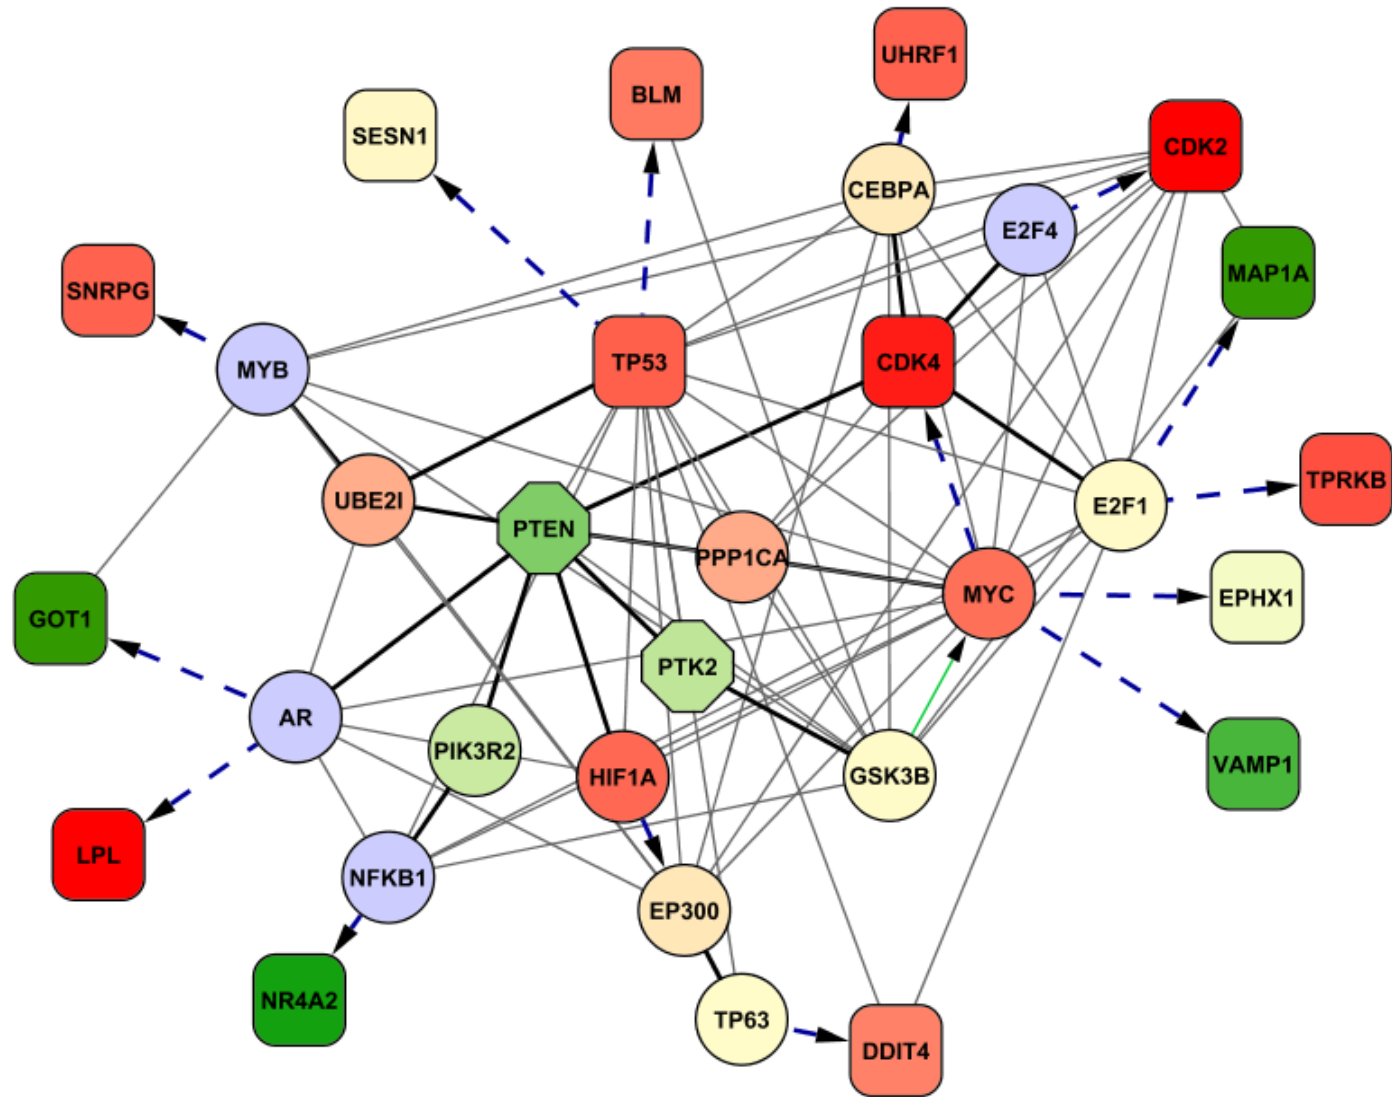 UHRF1
BLM
SESN1
CDK2
CEBPA
E2F4
MAP1A
SNRPG
MYB
TP53
CDK4
TPRKB
UBE2I
PTEN
PPP1CA
E2F1
MYC
EPHX1
GOT1
PTK2
AR
PIK3R2
HIF1A
GSK3B
VAMP1
LPL
NFKB1
EP300
NR4A2
TP63
DDIT4